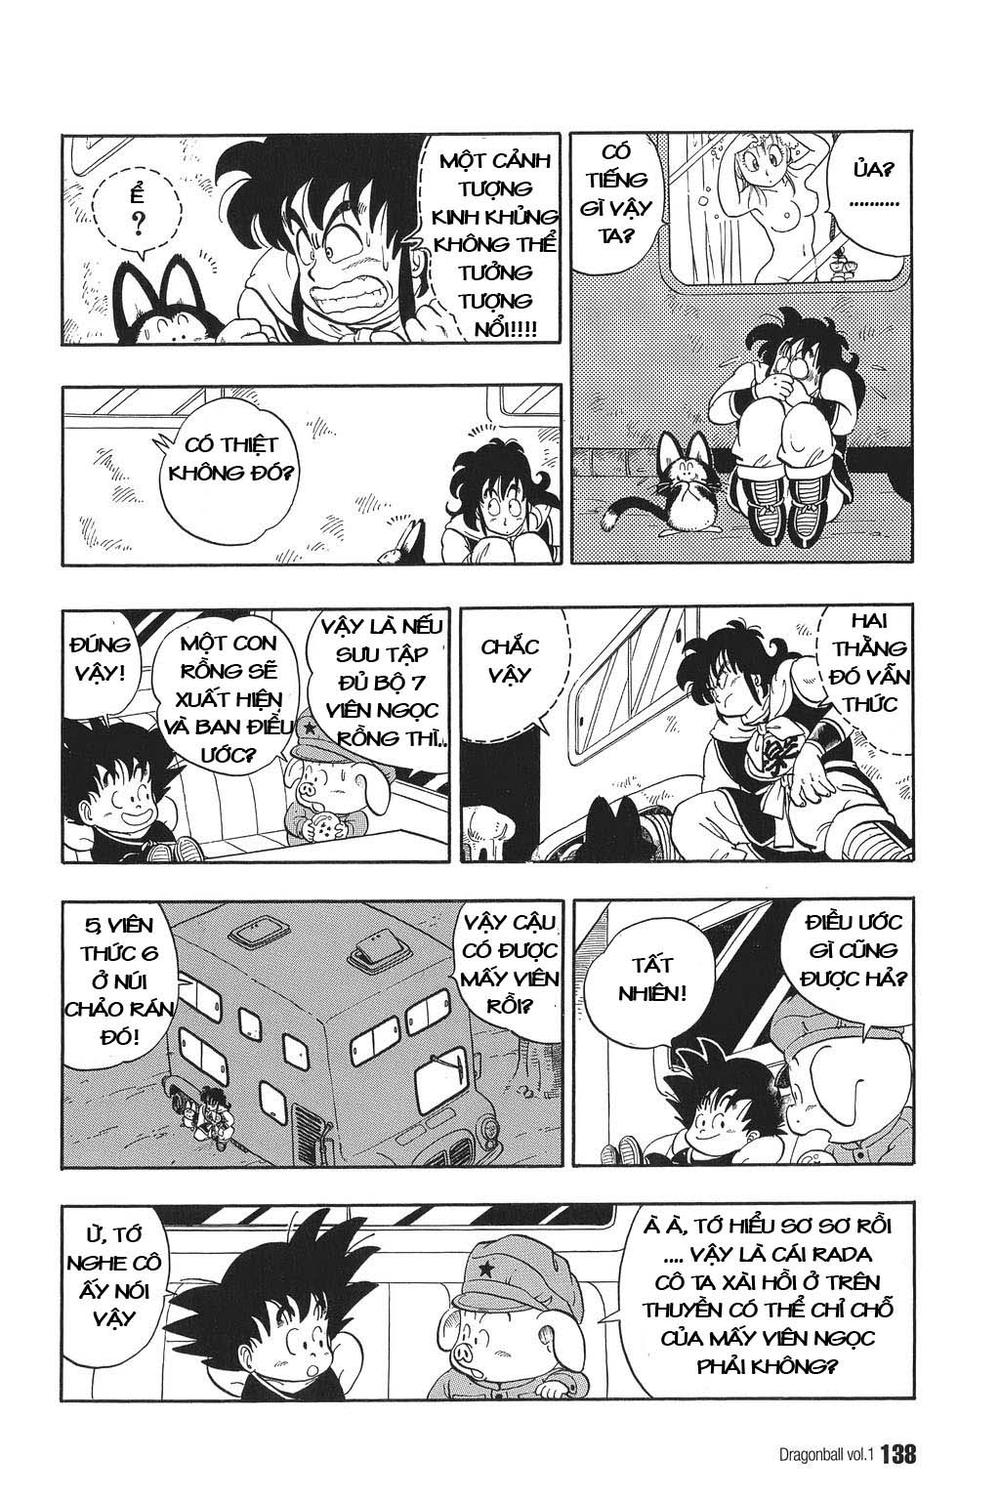 ỦA?
..........
CÓ
TIẾNG
GÌ VẬY
TA?
MỘT CẢNH
TƯỢNG
KINH KHỦNG
KHÔNG THỂ
TƯỞNG
TƯỢNG
NỔI!!!!
Ể
?
CÓ THIỆT
KHÔNG ĐÓ?
HAI
THẰNG
ĐÓ VẪN
THỨC
CHẮC
VẬY
VẬY LÀ NẾU
SƯU TẬP
ĐỦ BỘ 7
VIÊN NGỌC
RỒNG THÌ..
MỘT CON
RỒNG SẼ
XUẤT HIỆN
VÀ BAN ĐIỀU
ƯỚC?
ĐÚNG
VẬY!
ĐIỀU ƯỚC
GÌ CŨNG
ĐƯỢC HẢ?
TẤT
NHIÊN!
VẬY CẬU
CÓ ĐƯỢC
MẤY VIÊN
RỒI?
5, VIÊN
THỨC 6
Ở NÚI
CHẢO RÁN
ĐÓ!
À À, TỚ HIỂU SƠ SƠ RỒI
.... VẬY LÀ CÁI RADA
CÔ TA XÀI HỒI Ở TRÊN
THUYỀN CÓ THỂ CHỈ CHỖ
CỦA MẤY VIÊN NGỌC
PHẢI KHÔNG?
Ừ, TỚ
NGHE CÔ
ẤY NÓI
VẬY
Dragonball vol.1 138